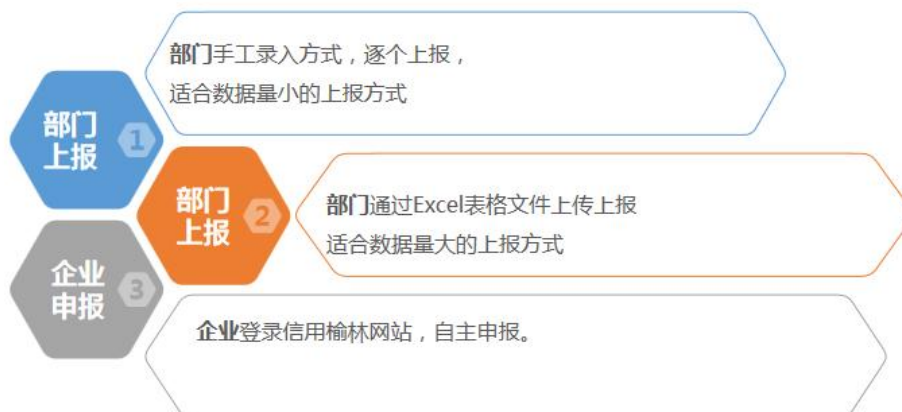 部门
上报
1
部门手工录入方式，逐个上报，
适合数据量小的上报方式
部门
上报
2
部门通过Excel表格文件上传上报
适合数据量大的上报方式
企业
申报
3
企业登录信用榆林网站，自主申报。